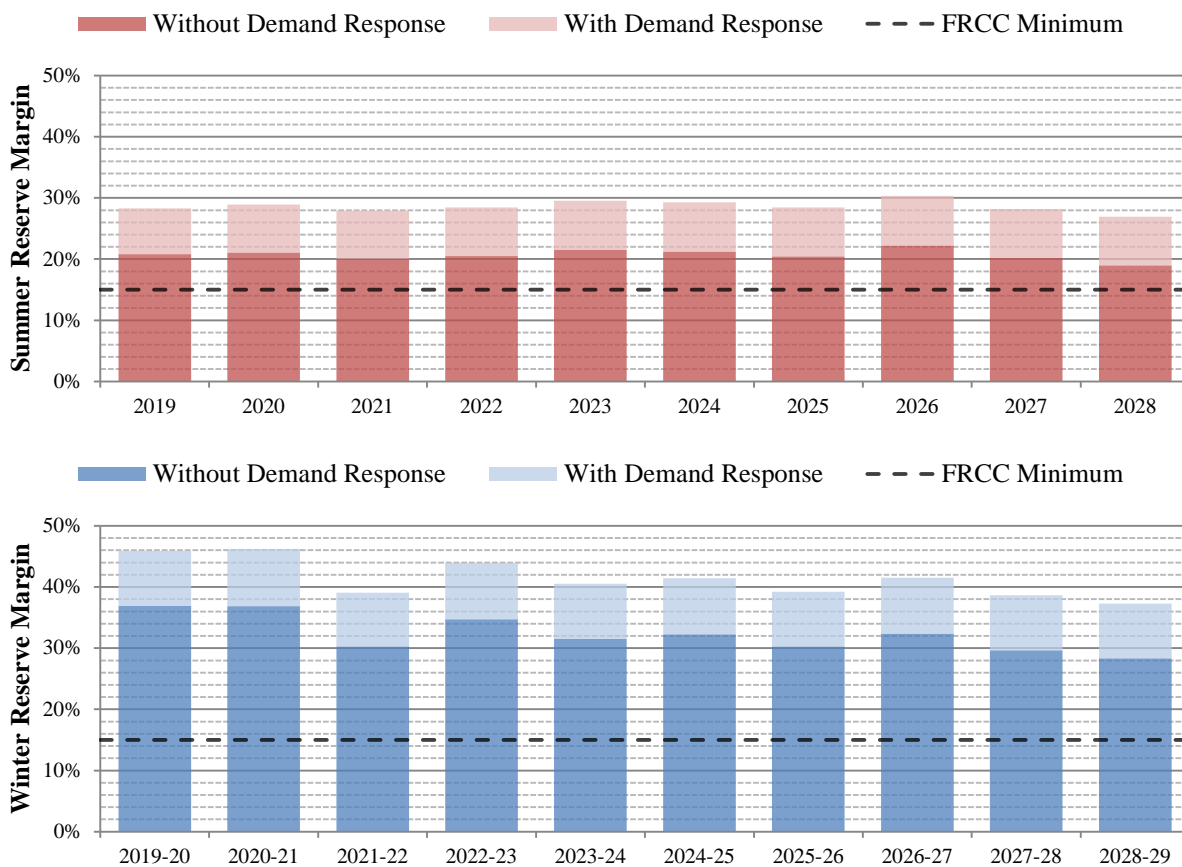 Without Demand Response With Demand Response FRCC Minimum
Summer Reserve Margin
50%
40%
30%
20%
10%
0%
2019 2020 2021 2022 2023 2024 2025 2026 2027 2028
Without Demand Response With Demand Response FRCC Minimum
Winter Reserve Margin
50%
40%
30%
20%
10%
0%
2019-20 2020-21 2021-22 2022-23 2023-24 2024-25 2025-26 2026-27 2027-28 2028-29